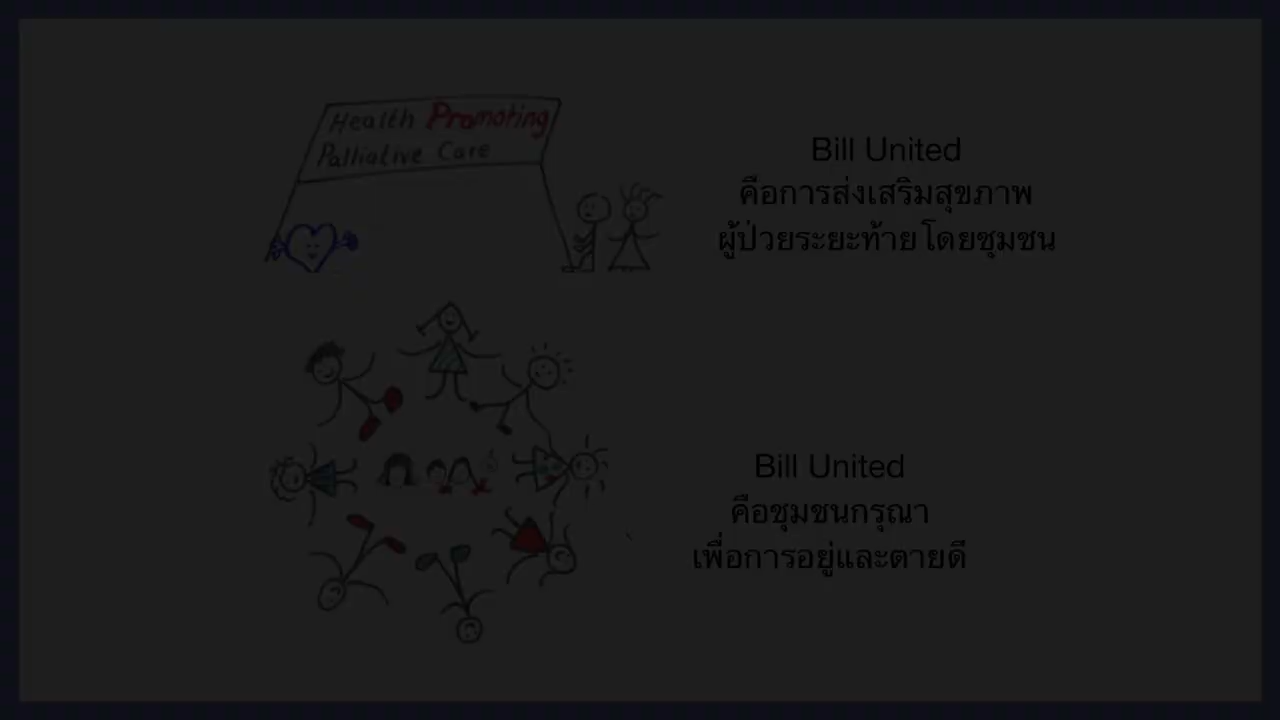 Health Promoting
Palliative Care
Bill United
คือการส่งเสริมสุขภาพ
ผู้ป่วยระยะท้าย โดยชุมชน
Bill United
คือชุมชนกรุณา
เพื่อการอยู่และตายดี